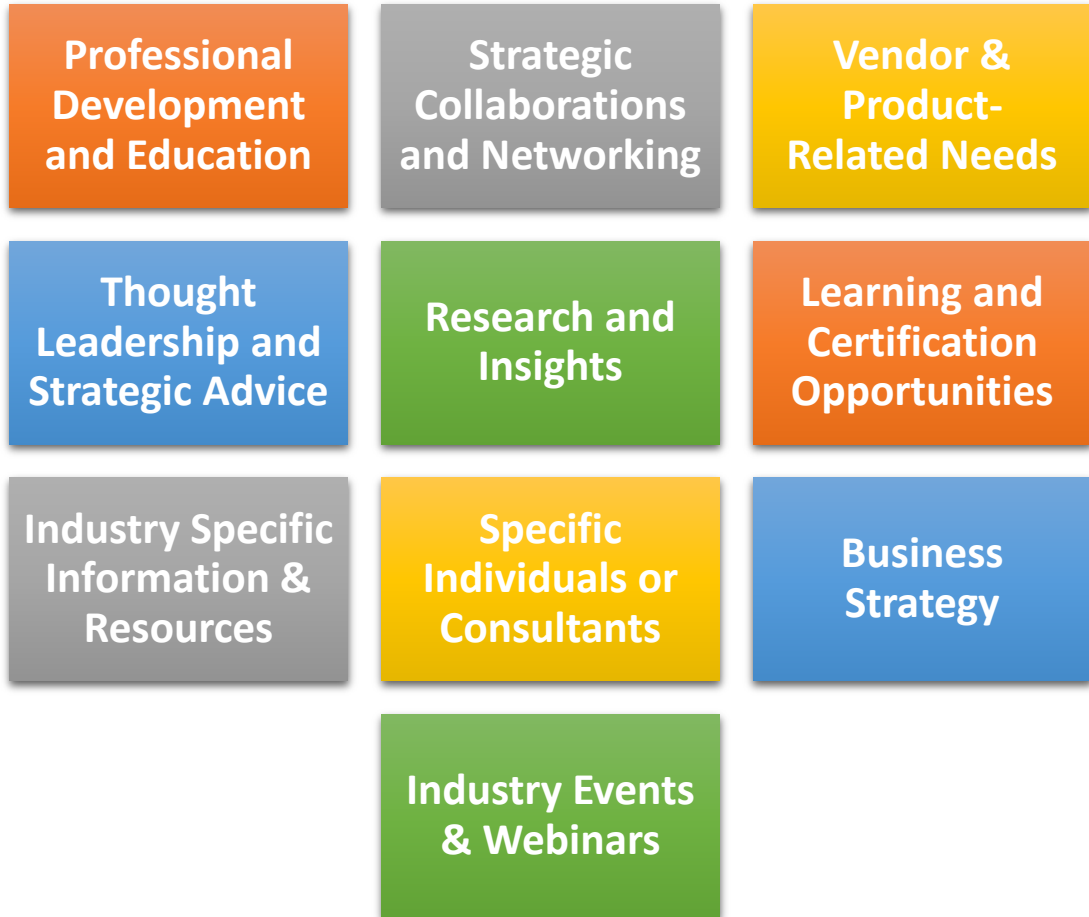 Professional
Development
and Education
Strategic
Collaborations
and Networking
Vendor &
Product-
Related Needs
Thought
Leadership and
Strategic Advice
Research and
Insights
Learning and
Certification
Opportunities
Industry Specific
Information &
Resources
Specific
Individuals or
Consultants
Business
Strategy
Industry Events
& Webinars